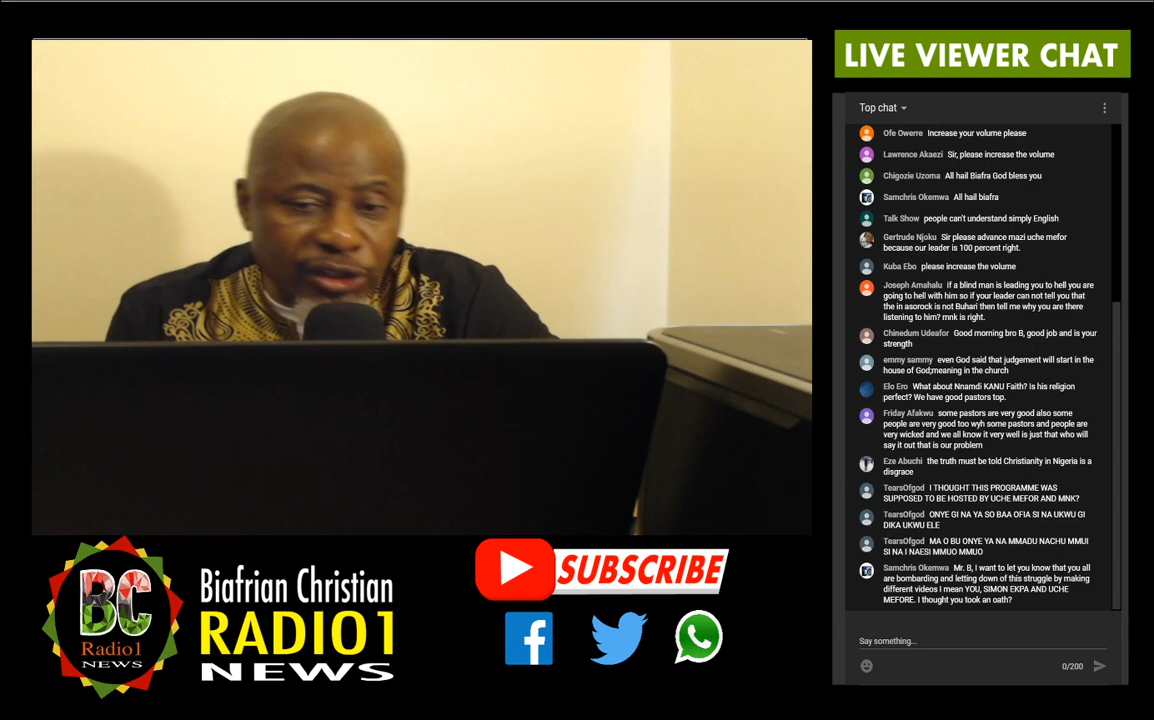 LIVE VIEWER CHAT
Top chat
Ofe Owerre Increase your volume please
Lawrence Akaezi Sir, please increase the volume
Chigozie Uzoma All hail Biafra God bless you
Samchris Okemwa All hail biafra
Talk Show people can't understand simply English
Gertrude Njoku Sir please advance mazi uche mefor
because our leader is 100 percent right.
Kuba Ebo please increase the volume
Joseph Amahalu if a blind man is leading you to hell you are
going to hell with him so if your leader can not tell you that
the in asorock is not Buhari then tell me why you are there
listening to him? mnk is right.
Chinedum Udeafor Good morning bro B, good job and is your
strength
emmy sammy even God said that judgement will start in the
house of God;meaning in the church
Elo Ero What about Nnamdi KANU Faith? Is his religion
perfect? We have good pastors top.
Friday Afakwu some pastors are very good also some
people are very good too wyh some pastors and people are
very wicked and we all know it very well is just that who will
say it out that is our problem
Eze Abuchi the truth must be told Christianity in Nigeria is a
disgrace
TearsOfgod I THOUGHT THIS PROGRAMME WAS
SUPPOSED TO BE HOSTED BY UCHE MEFOR AND MNK?
TearsOfgod ONYE GI NA YA SO BAA OFIA SI NA UKWU GI
DIKA UKWU ELE
TearsOfgod MA O BU ONYE YA NA MMADU NACHU MMUI
SI NA I NAESI MMUO MMUO
Samchris Okemwa Mr. B, I want to let you know that you all
are bombarding and letting down of this struggle by making
different videos I mean YOU, SIMON EKPA AND UCHE
MEFORE. I thought you took an oath?
Say something...
0/200
BC
Radio1
NEWS
Biafrian Christian
RADIO1
NEWS
SUBSCRIBE